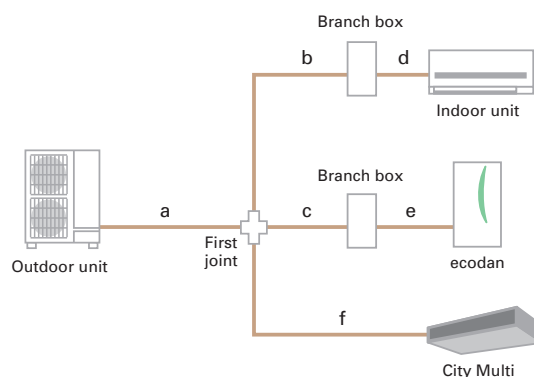 Branch box
b
d
Indoor unit
Branch box
a
c
e
First
joint
Outdoor unit
ecodan
f
City Multi